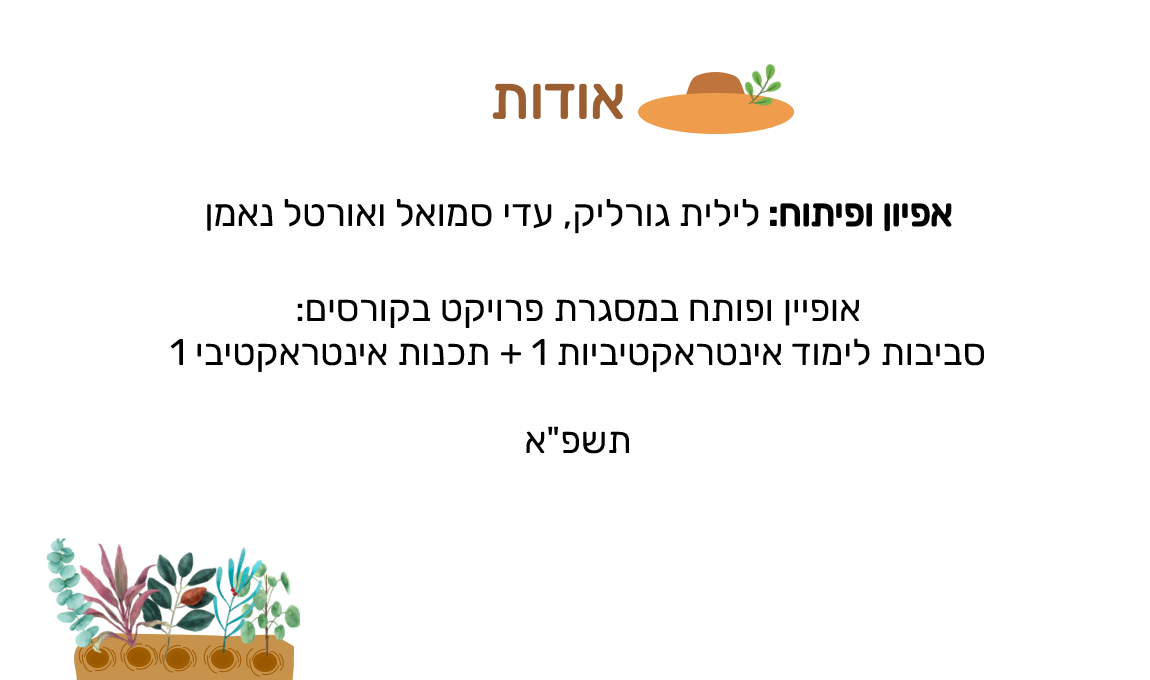 אודות
אפיון ופיתוח: לילית גורליק, עדי סמואל ואורטל נאמן
אופיין ופותח במסגרת פרויקט בקורסים:
סביבות לימוד אינטראקטיביות 1 + תכנות אינטראקטיבי 1
תשפ"א